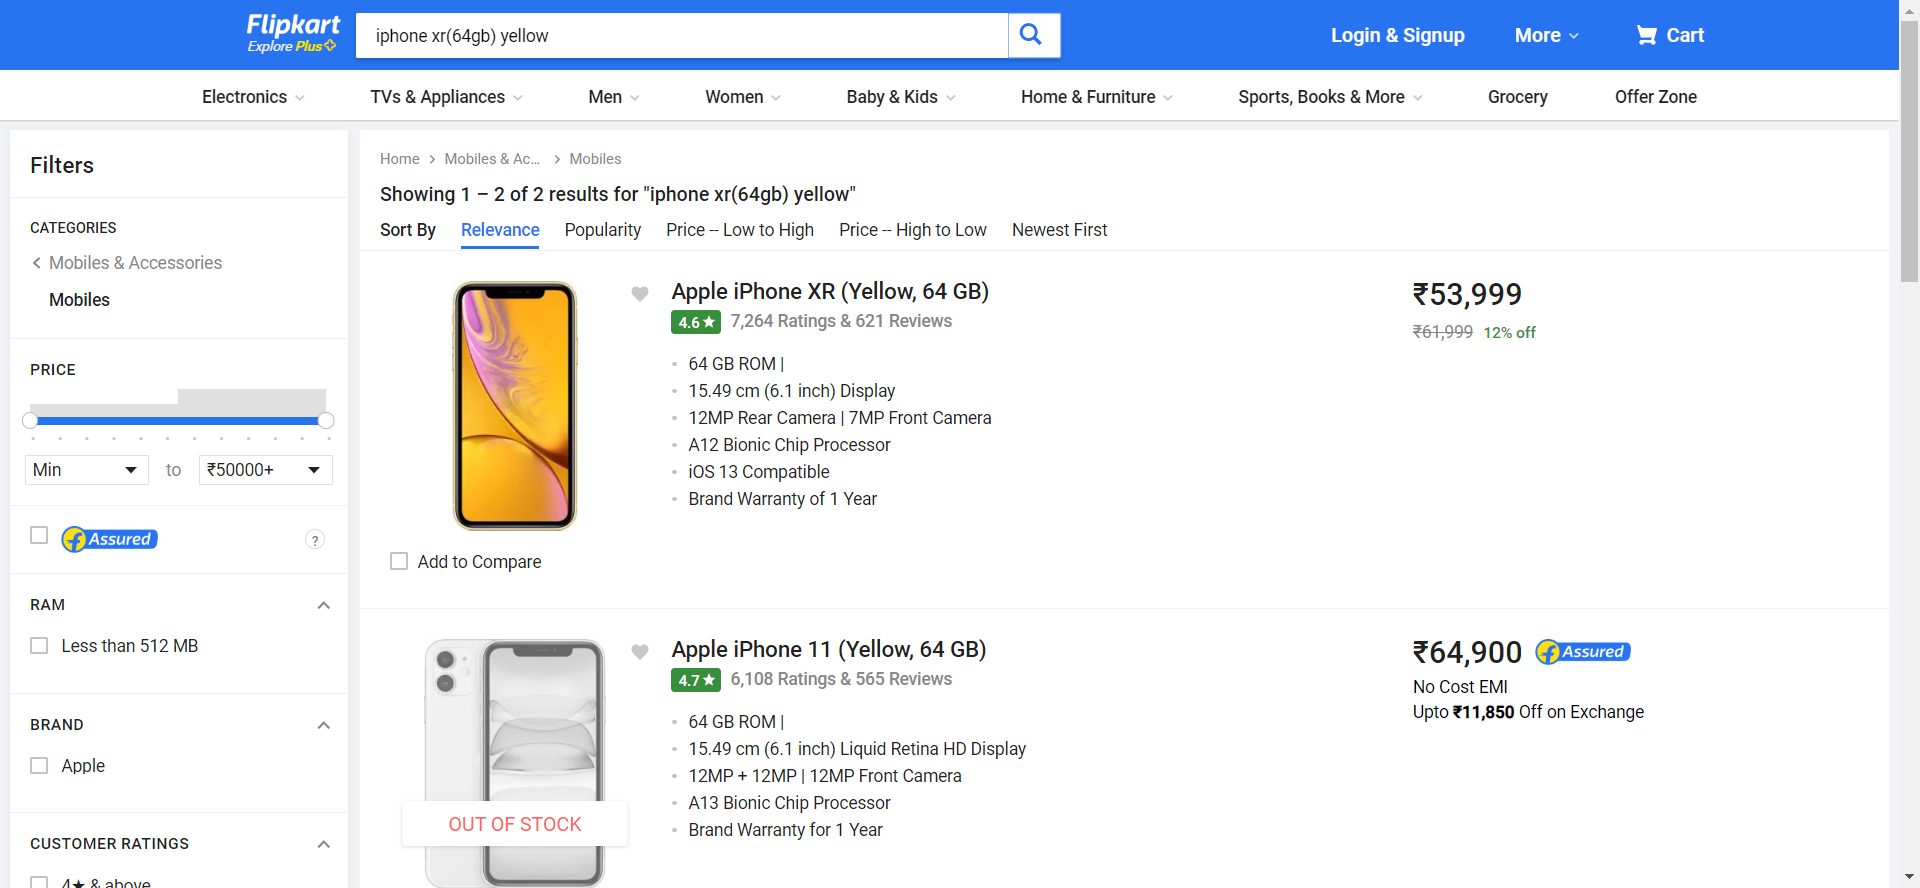 Flipkart
Explore Plus
iphone xr(64gb) yellow
Login & Signup
More
Cart
Electronics
TVs & Appliances
Men
Women
Baby & Kids
Home & Furniture
Sports, Books & More
Grocery
Offer Zone
Filters
CATEGORIES
Mobiles & Accessories
Mobiles
PRICE
Min to ₹50000+
Assured
?
RAM
Less than 512 MB
BRAND
Apple
CUSTOMER RATINGS
4★ & above
Home > Mobiles & Ac... > Mobiles
Showing 1 – 2 of 2 results for "iphone xr(64gb) yellow"
Sort By Relevance Popularity Price -- Low to High Price -- High to Low Newest First
Apple iPhone XR (Yellow, 64 GB)
4.6★ 7,264 Ratings & 621 Reviews
64 GB ROM |
15.49 cm (6.1 inch) Display
12MP Rear Camera | 7MP Front Camera
A12 Bionic Chip Processor
iOS 13 Compatible
Brand Warranty of 1 Year
₹53,999
₹61,999 12% off
Add to Compare
Apple iPhone 11 (Yellow, 64 GB)
4.7★ 6,108 Ratings & 565 Reviews
64 GB ROM |
15.49 cm (6.1 inch) Liquid Retina HD Display
12MP + 12MP | 12MP Front Camera
A13 Bionic Chip Processor
Brand Warranty for 1 Year
₹64,900 Assured
No Cost EMI
Upto ₹11,850 Off on Exchange
OUT OF STOCK